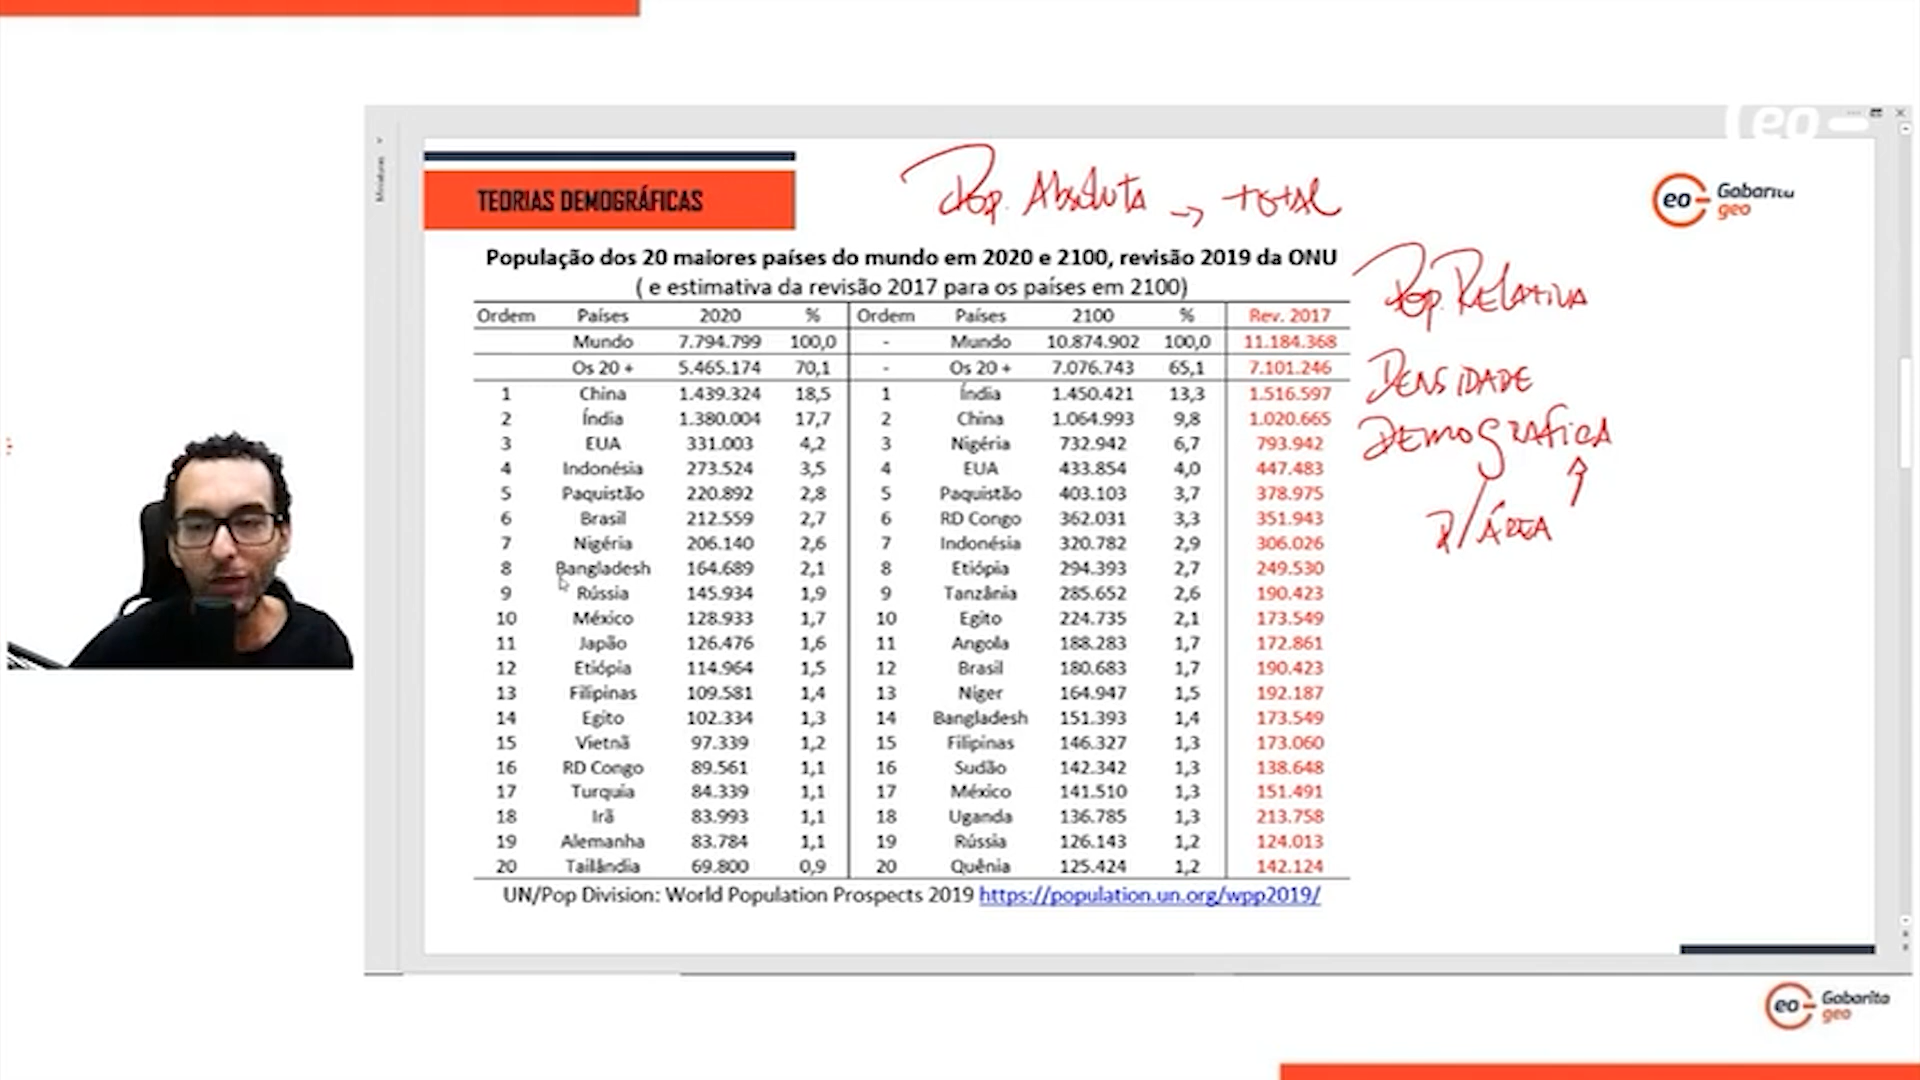 eo
Miniaturas
TEORIAS DEMOGRÁFICAS
Pop. Absoluta → TOTAL
eo Gabarito
geo
População dos 20 maiores países do mundo em 2020 e 2100, revisão 2019 da ONU
( e estimativa da revisão 2017 para os países em 2100)
Pop. Relativa
DENSIDADE
DEMOGRAFICA
P/ÁREA
Ordem Países 2020 % Ordem Países 2100 % Rev. 2017
Mundo 7.794.799 100,0 - Mundo 10.874.902 100,0 11.184.368
Os 20 + 5.465.174 70,1 - Os 20 + 7.076.743 65,1 7.101.246
1 China 1.439.324 18,5 1 Índia 1.450.421 13,3 1.516.597
2 Índia 1.380.004 17,7 2 China 1.064.993 9,8 1.020.665
3 EUA 331.003 4,2 3 Nigéria 732.942 6,7 793.942
4 Indonésia 273.524 3,5 4 EUA 433.854 4,0 447.483
5 Paquistão 220.892 2,8 5 Paquistão 403.103 3,7 378.975
6 Brasil 212.559 2,7 6 RD Congo 362.031 3,3 351.943
7 Nigéria 206.140 2,6 7 Indonésia 320.782 2,9 306.026
8 Bangladesh 164.689 2,1 8 Etiópia 294.393 2,7 249.530
9 Rússia 145.934 1,9 9 Tanzânia 285.652 2,6 190.423
10 México 128.933 1,7 10 Egito 224.735 2,1 173.549
11 Japão 126.476 1,6 11 Angola 188.283 1,7 172.861
12 Etiópia 114.964 1,5 12 Brasil 180.683 1,7 190.423
13 Filipinas 109.581 1,4 13 Níger 164.947 1,5 192.187
14 Egito 102.334 1,3 14 Bangladesh 151.393 1,4 173.549
15 Vietnã 97.339 1,2 15 Filipinas 146.327 1,3 173.060
16 RD Congo 89.561 1,1 16 Sudão 142.342 1,3 138.648
17 Turquia 84.339 1,1 17 México 141.510 1,3 151.491
18 Irã 83.993 1,1 18 Uganda 136.785 1,3 213.758
19 Alemanha 83.784 1,1 19 Rússia 126.143 1,2 124.013
20 Tailândia 69.800 0,9 20 Quênia 125.424 1,2 142.124
UN/Pop Division: World Population Prospects 2019 https://population.un.org/wpp2019/
eo Gabarito
geo